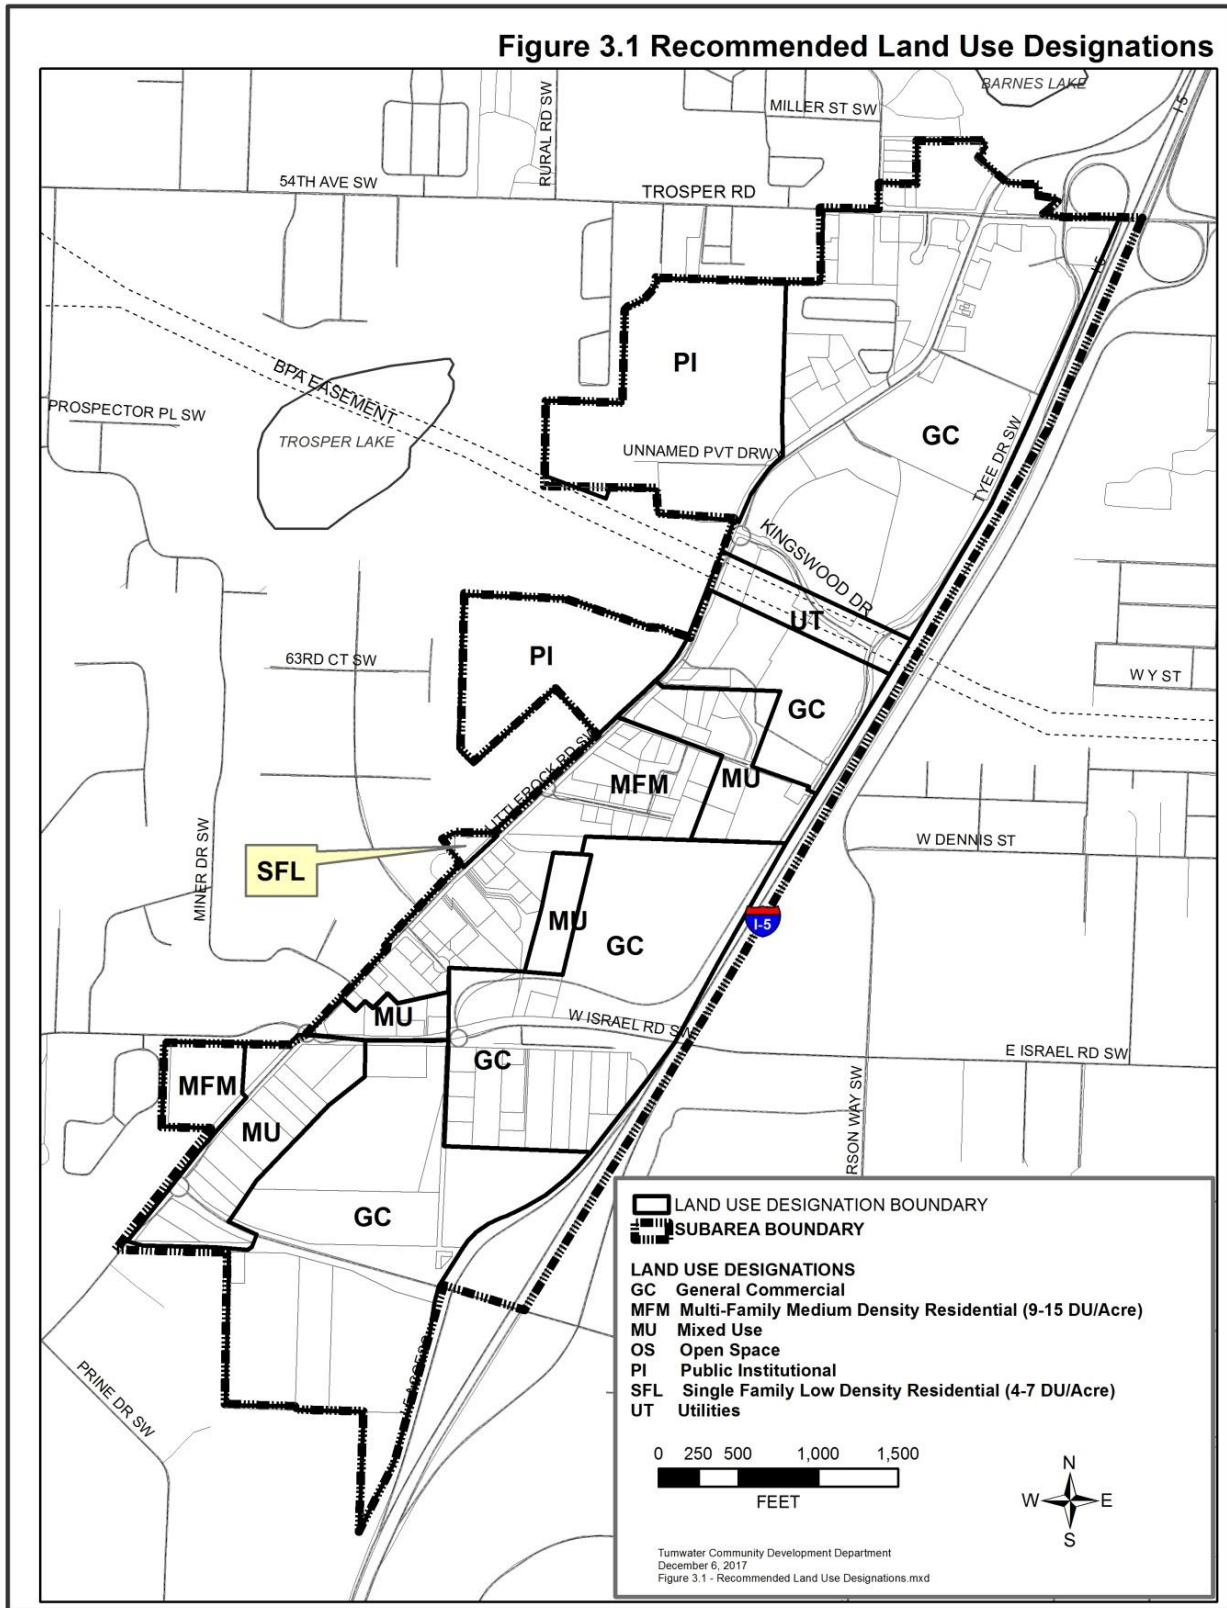 Figure 3.1 Recommended Land Use Designations
BARNES LAKE
I 5
MILLER ST SW
RURAL RD SW
54TH AVE SW
TROSPER RD
I 5
PI
BPA EASEMENT
PROSPECTOR PL SW
TROSPER LAKE
GC
UNNAMED PVT DRWY
TYEE DR SW
KINGSWOOD DR
UT
63RD CT SW
PI
W Y ST
GC
LITTLEROCK RD SW
MFM
MU
W DENNIS ST
SFL
MINER DR SW
MU
I-5
GC
MU
W ISRAEL RD SW
E ISRAEL RD SW
GC
MFM
MU
RSON WAY SW
GC
PRINE DR SW
LAND USE DESIGNATION BOUNDARY
SUBAREA BOUNDARY
LAND USE DESIGNATIONS
GC General Commercial
MFM Multi-Family Medium Density Residential (9-15 DU/Acre)
MU Mixed Use
OS Open Space
PI Public Institutional
SFL Single Family Low Density Residential (4-7 DU/Acre)
UT Utilities
0 250 500 1,000 1,500
FEET
N
W E
S
Tumwater Community Development Department
December 6, 2017
Figure 3.1 - Recommended Land Use Designations.mxd